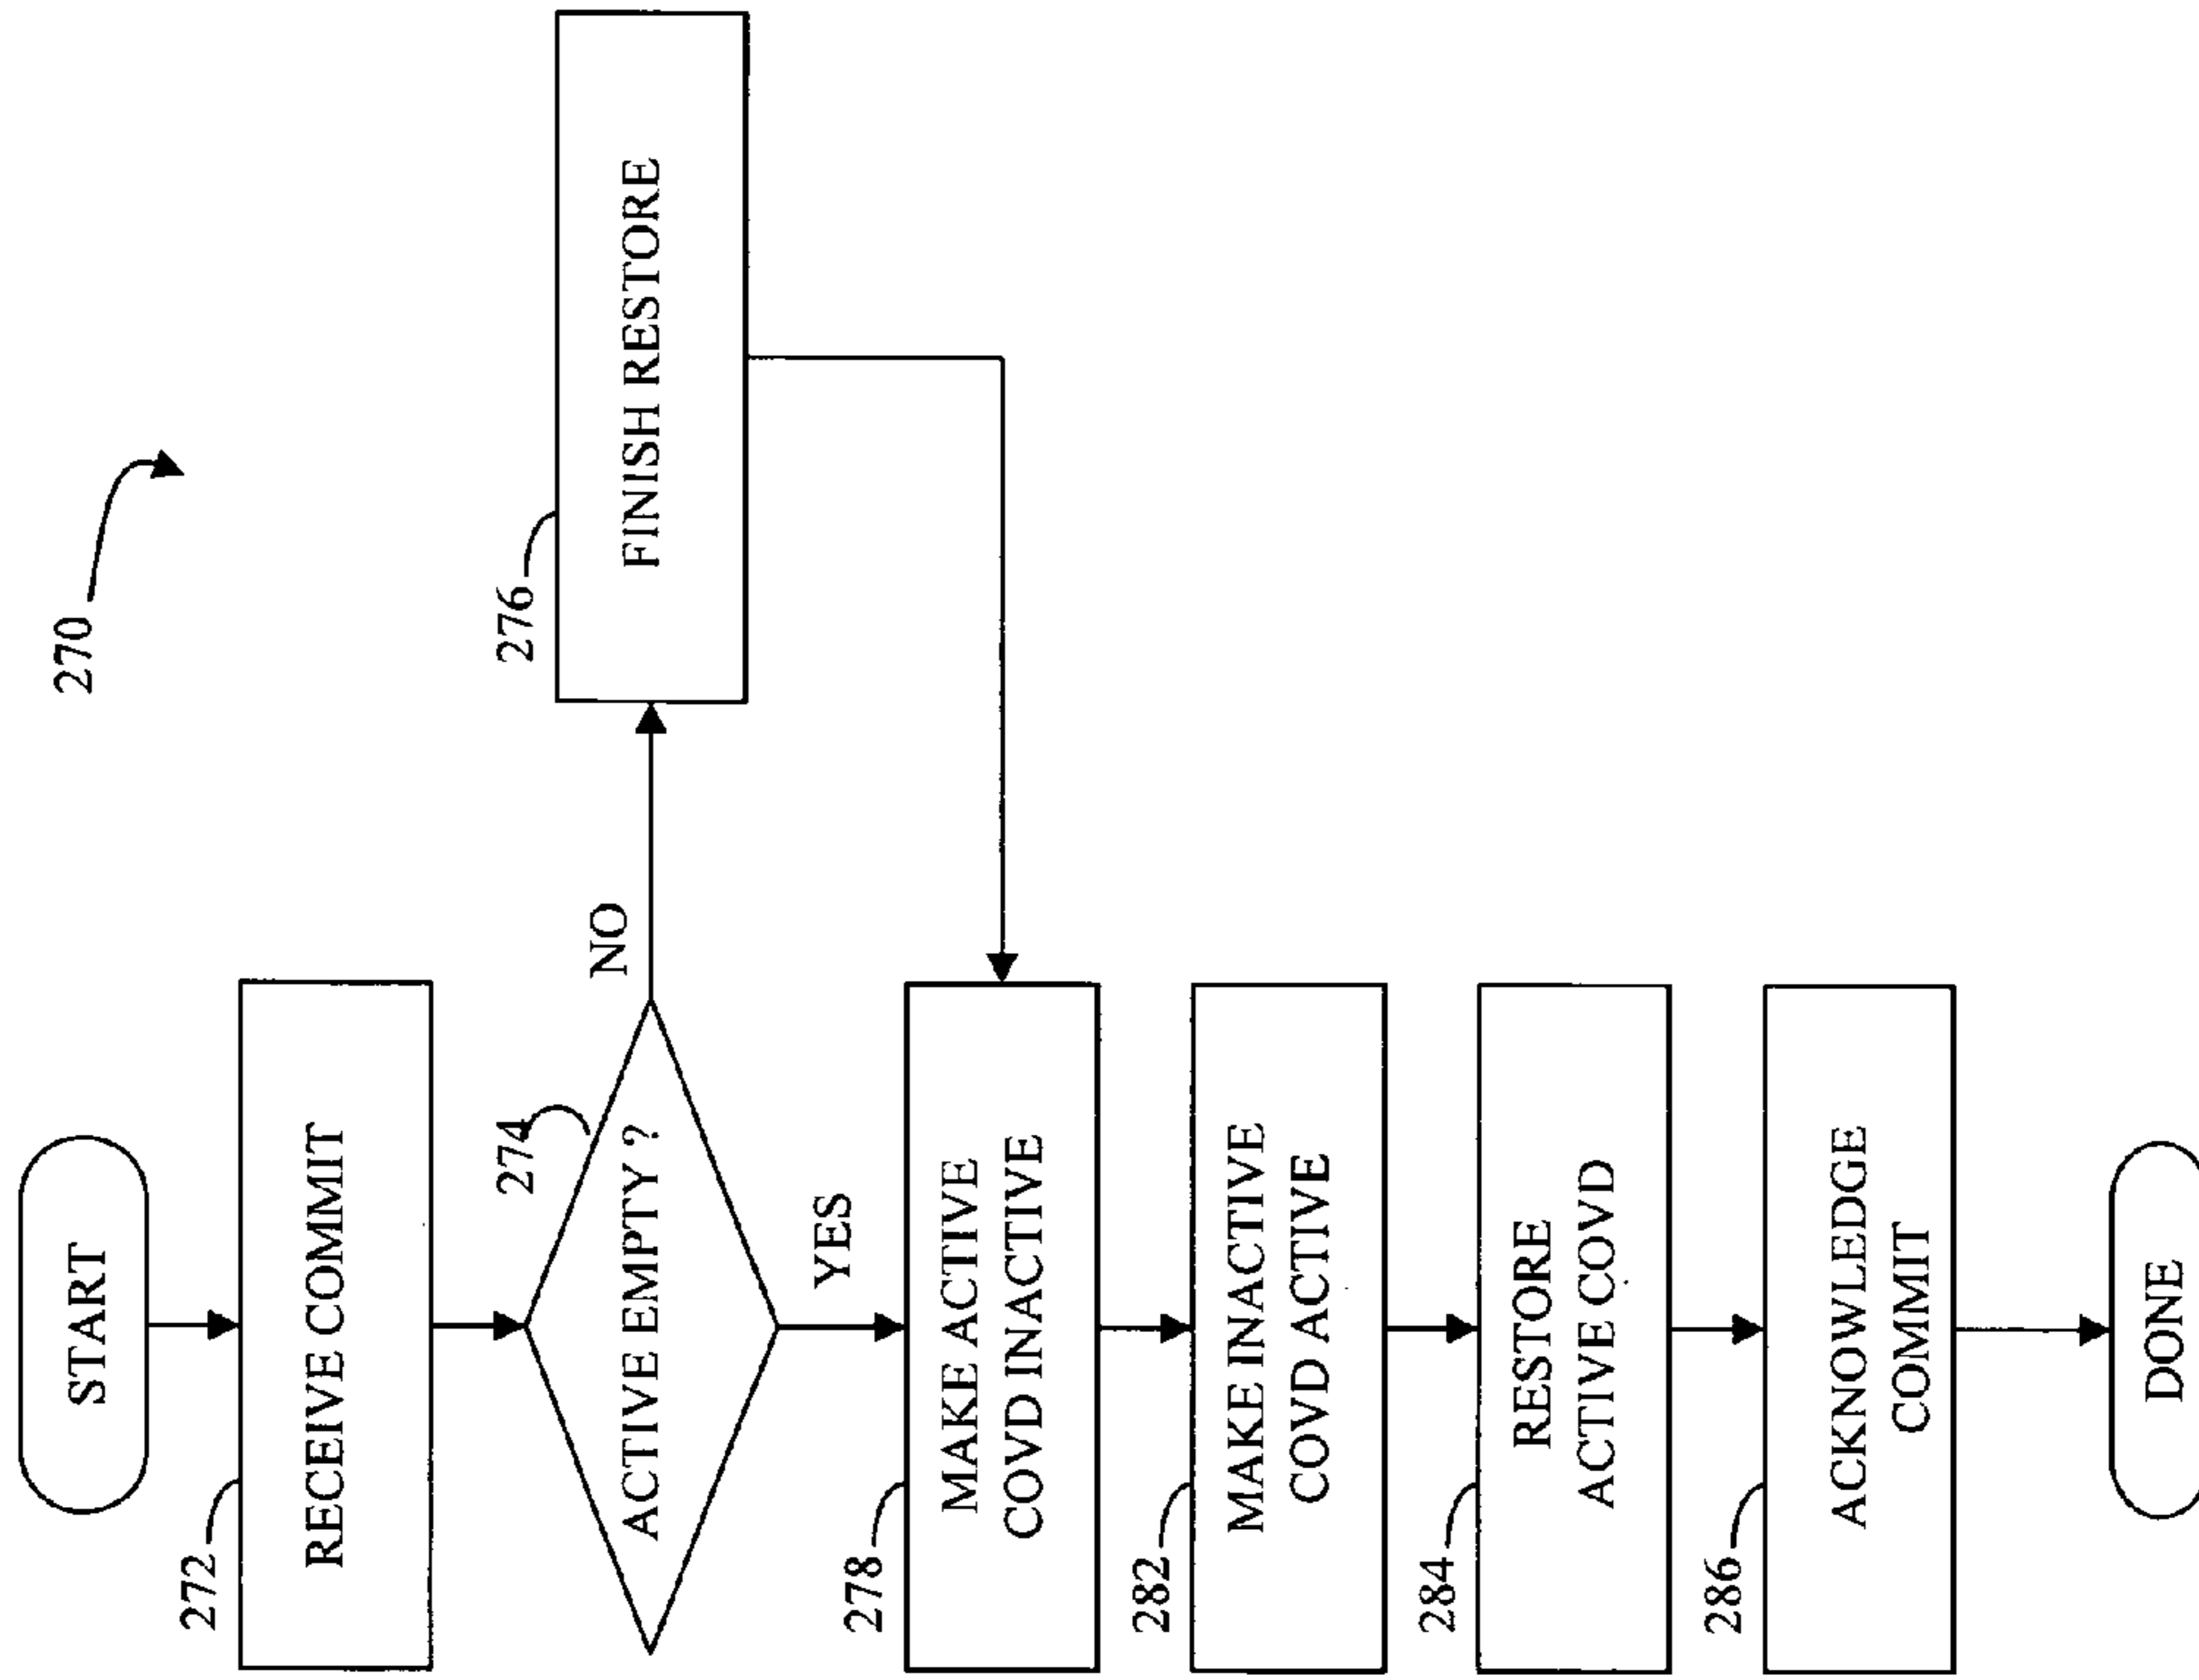 270
START
272
RECEIVE COMMIT
274
ACTIVE EMPTY ?
NO
276
FINISH RESTORE
YES
278
MAKE ACTIVE
COVD INACTIVE
282
MAKE INACTIVE
COVD ACTIVE
284
RESTORE
ACTIVE COVD
286
ACKNOWLEDGE
COMMIT
DONE